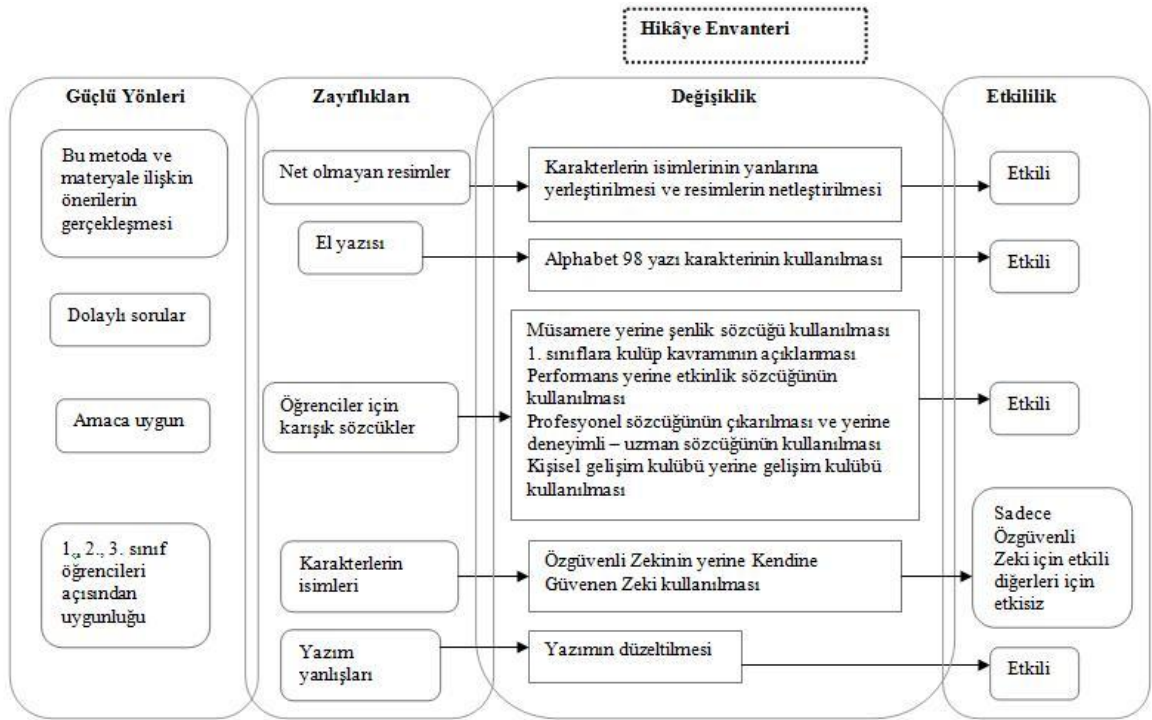 Hikâye Envanteri
Güçlü Yönleri
Bu metoda ve
materyale ilişkin
önerilerin
gerçekleşmesi
Dolaylı sorular
Amaca uygun
1., 2., 3. sınıf
öğrencileri
açısından
uygunluğu
Zayıflıkları
Net olmayan resimler
El yazısı
Öğrenciler için
karışık sözcükler
Karakterlerin
isimleri
Yazım
yanlışları
Değişiklik
Karakterlerin isimlerinin yanlarına
yerleştirilmesi ve resimlerin netleştirilmesi
Alphabet 98 yazı karakterinin kullanılması
Müsamere yerine şenlik sözcüğü kullanılması
1. sınıflara kulüp kavramının açıklanması
Performans yerine etkinlik sözcüğünün
kullanılması
Profesyonel sözcüğünün çıkarılması ve yerine
deneyimli – uzman sözcüğünün kullanılması
Kişisel gelişim kulübü yerine gelişim kulübü
kullanılması
Özgüvenli Zekinin yerine Kendine
Güvenen Zeki kullanılması
Yazımın düzeltilmesi
Etkililik
Etkili
Etkili
Etkili
Sadece
Özgüvenli
Zeki için etkili
diğerleri için
etkisiz
Etkili